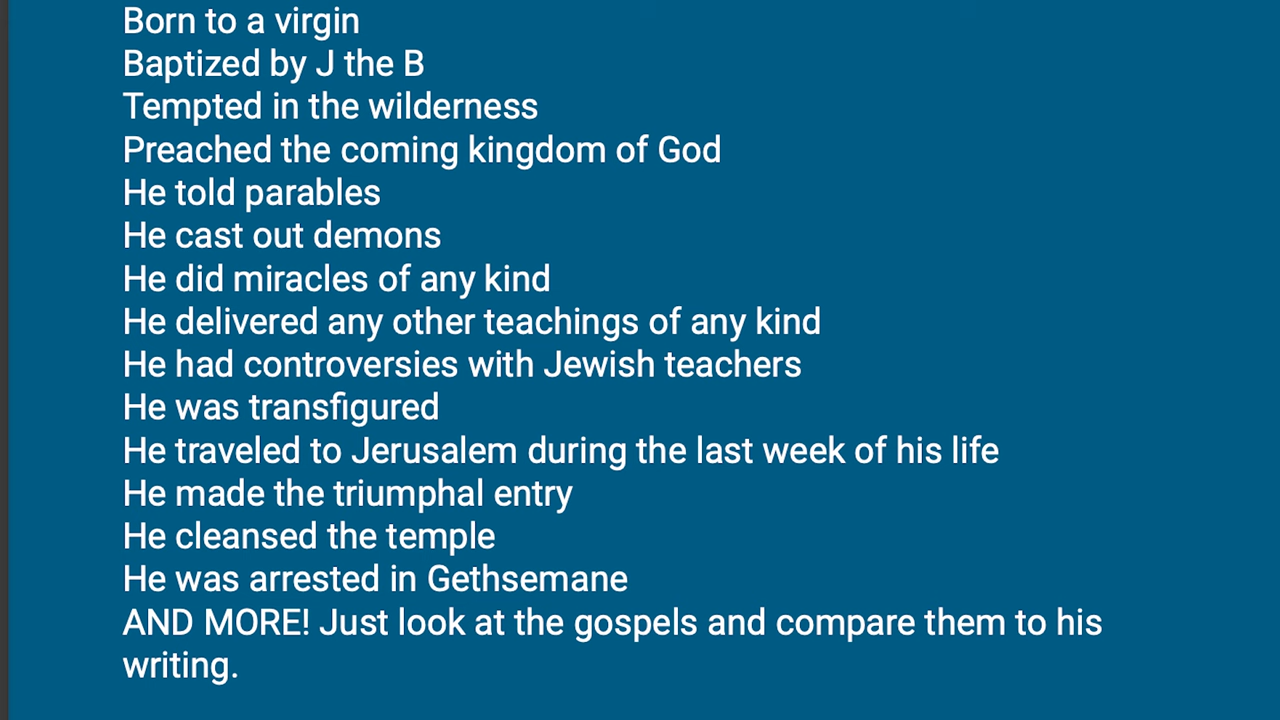 Born to a virgin
Baptized by J the B
Tempted in the wilderness
Preached the coming kingdom of God
He told parables
He cast out demons
He did miracles of any kind
He delivered any other teachings of any kind
He had controversies with Jewish teachers
He was transfigured
He traveled to Jerusalem during the last week of his life
He made the triumphal entry
He cleansed the temple
He was arrested in Gethsemane
AND MORE! Just look at the gospels and compare them to his
writing.